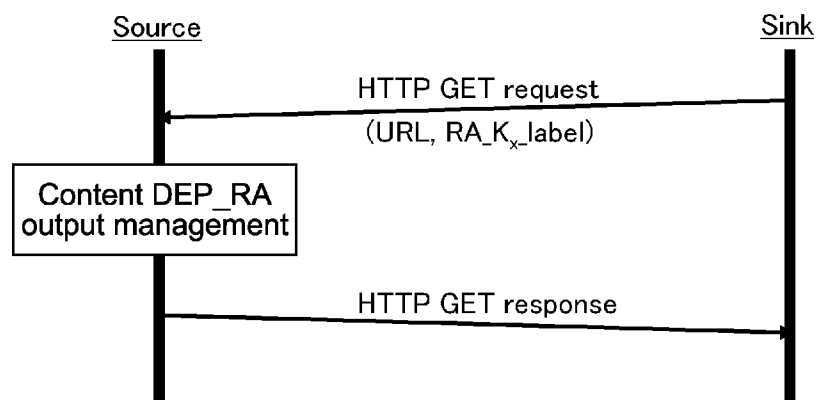 Source
Sink
HTTP GET request
(URL, RA_Kx_label)
Content DEP_RA
output management
HTTP GET response